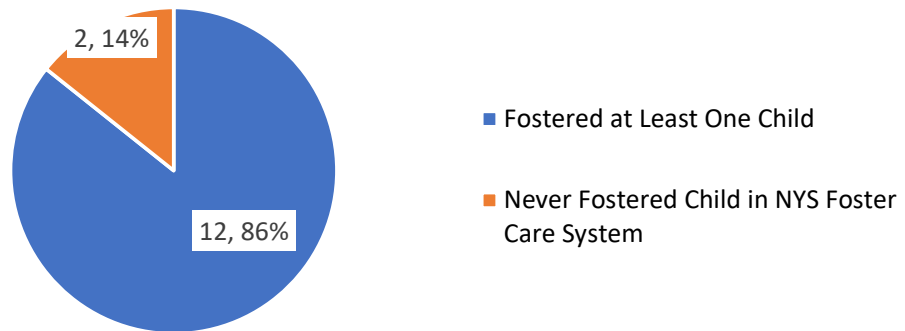 2, 14%
12, 86%
Fostered at Least One Child
Never Fostered Child in NYS Foster
Care System